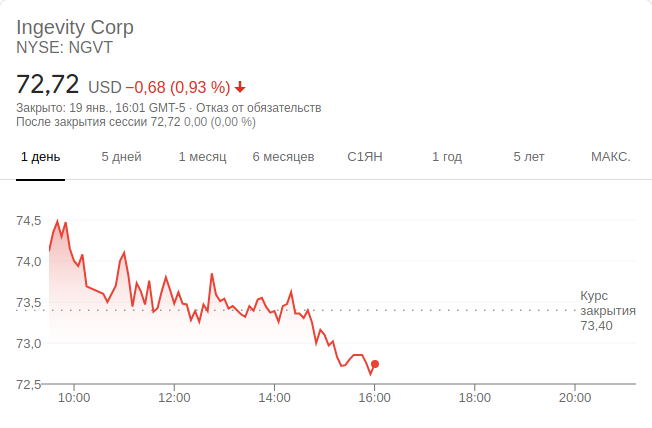 Ingevity Corp
NYSE: NGVT
72,72 USD −0,68 (0,93 %)
Закрыто: 19 янв., 16:01 GMT-5 · Отказ от обязательств
После закрытия сессии 72,72 0,00 (0,00 %)
1 день 5 дней 1 месяц 6 месяцев С1ЯН 1 год 5 лет МАКС.
74,5
74,0
73,5
73,0
72,5
Курс
закрытия
73,40
10:00 12:00 14:00 16:00 18:00 20:00